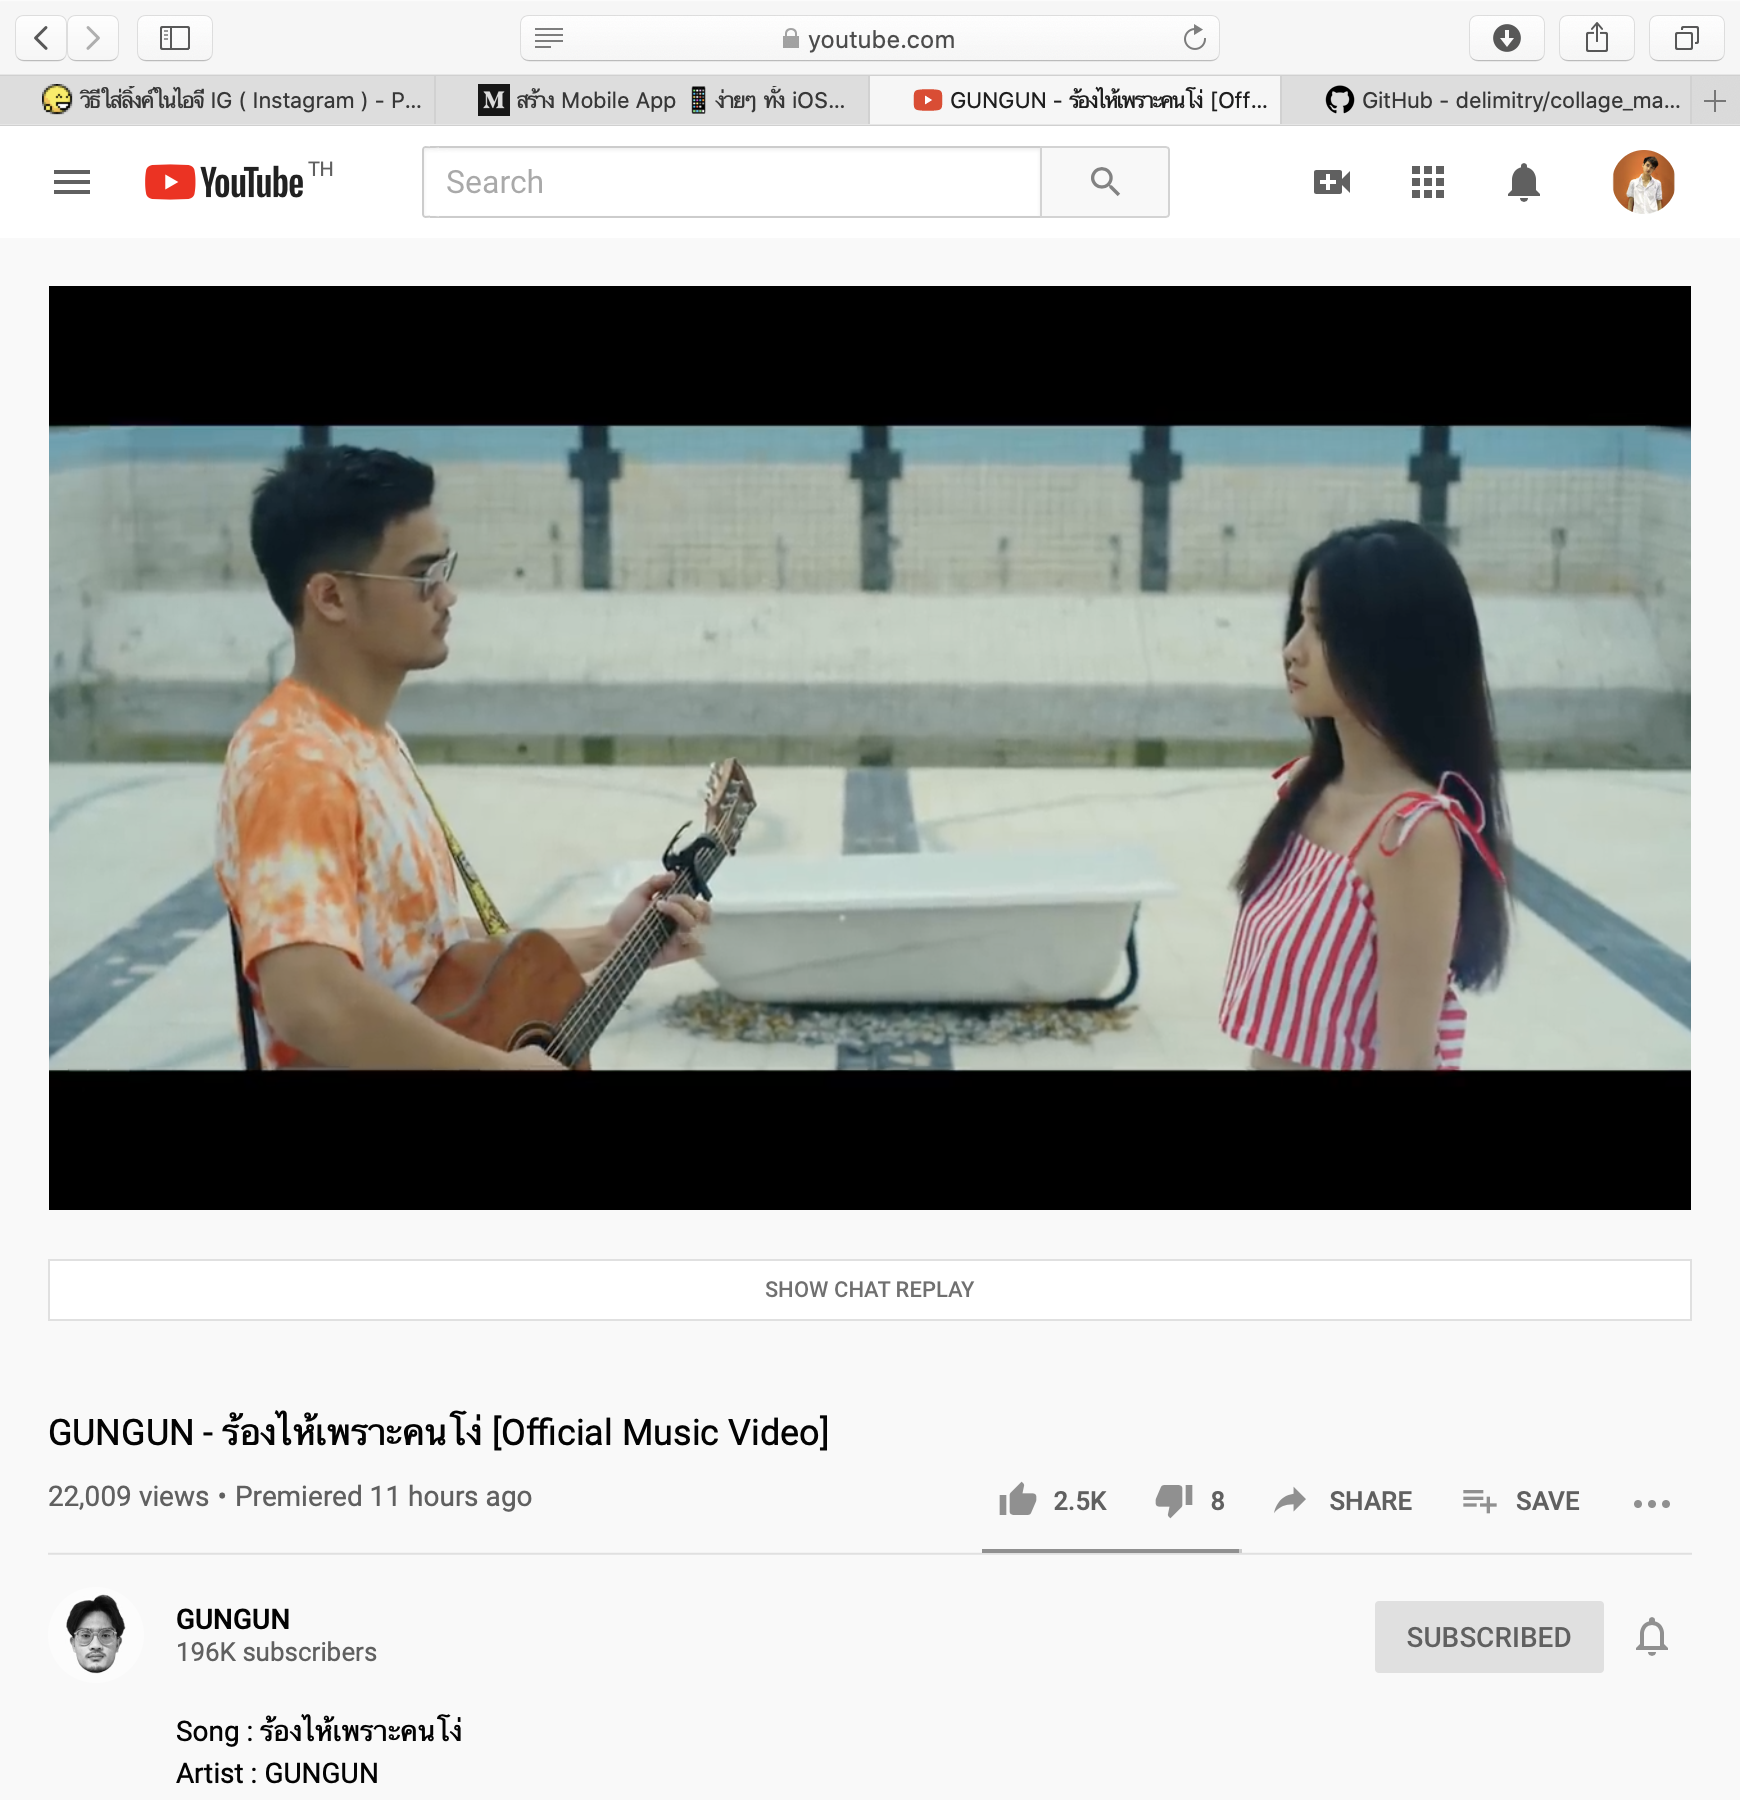 youtube.com
วิธีใส่ลิ้งค์ในไอจี IG ( Instagram ) - P...
M สร้าง Mobile App 📱 ง่ายๆ ทั้ง iOS...
GUNGUN - ร้องไห้เพราะคนโง่ [Off...
GitHub - delimitry/collage_ma...
YouTube TH
Search
SHOW CHAT REPLAY
GUNGUN - ร้องไห้เพราะคนโง่ [Official Music Video]
22,009 views • Premiered 11 hours ago
2.5K
8
SHARE
SAVE
GUNGUN
196K subscribers
SUBSCRIBED
Song : ร้องไห้เพราะคนโง่
Artist : GUNGUN